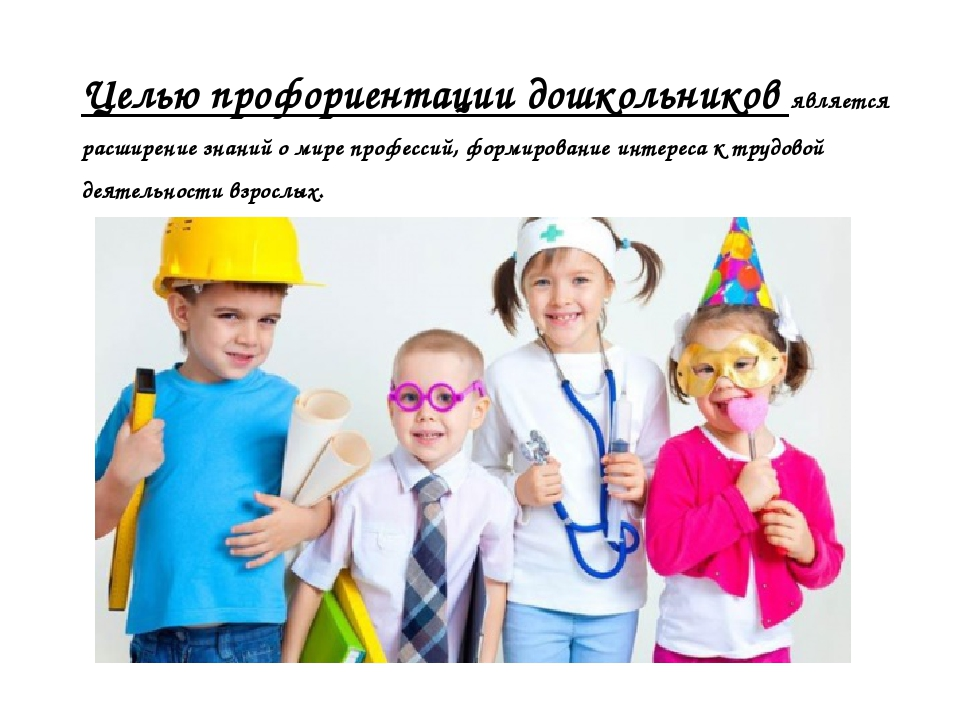 Целью профориентации дошкольников является
расширение знаний о мире профессий, формирование интереса к трудовой
деятельности взрослых.